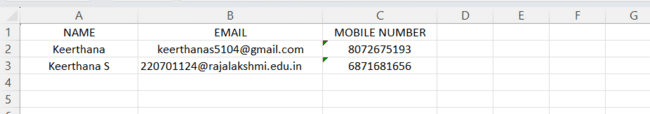 A B C D E F G
1 NAME EMAIL MOBILE NUMBER
2 Keerthana keerthanas5104@gmail.com 8072675193
3 Keerthana S 220701124@rajalakshmi.edu.in 6871681656
4
5
6